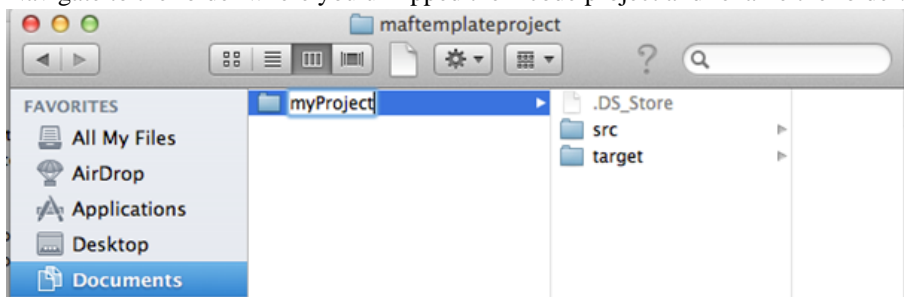 maftemplateproject
FAVORITES
All My Files
AirDrop
Applications
Desktop
Documents
myProject
.DS_Store
src
target